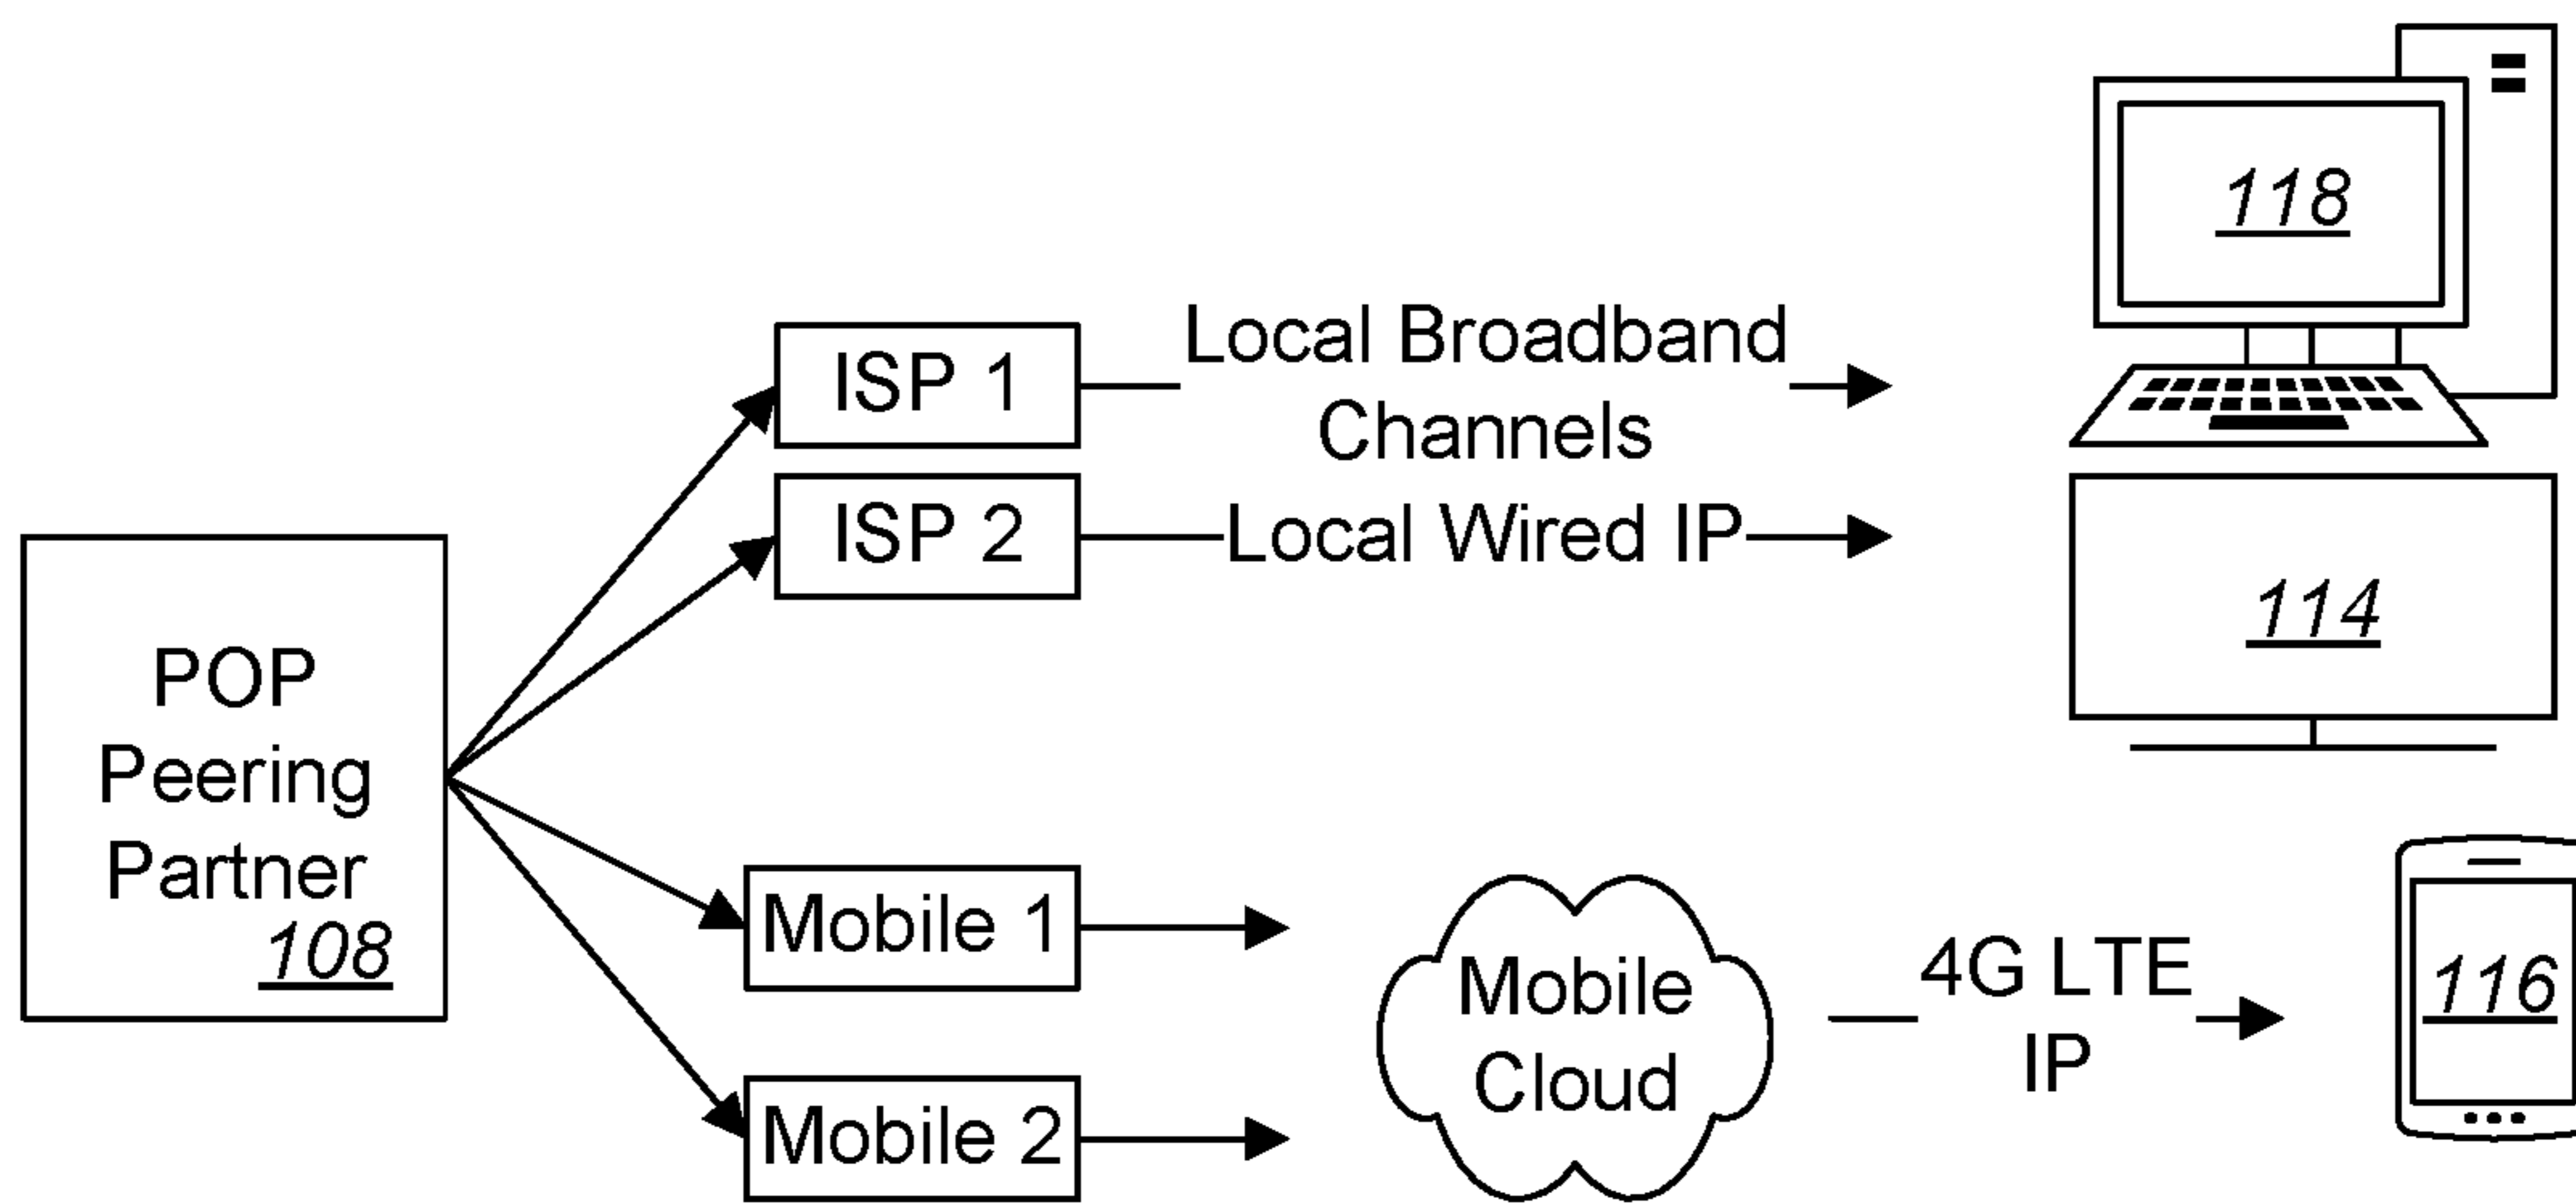 118
ISP 1
Local Broadband
Channels
ISP 2
Local Wired IP
114
POP
Peering
Partner
108
Mobile 1
Mobile 2
Mobile
Cloud
4G LTE
IP
116